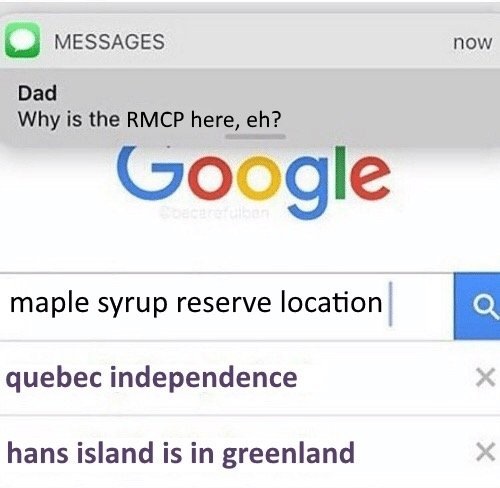 MESSAGES now
Dad
Why is the RMCP here, eh?
Google
@becarefulben
maple syrup reserve location
quebec independence
hans island is in greenland